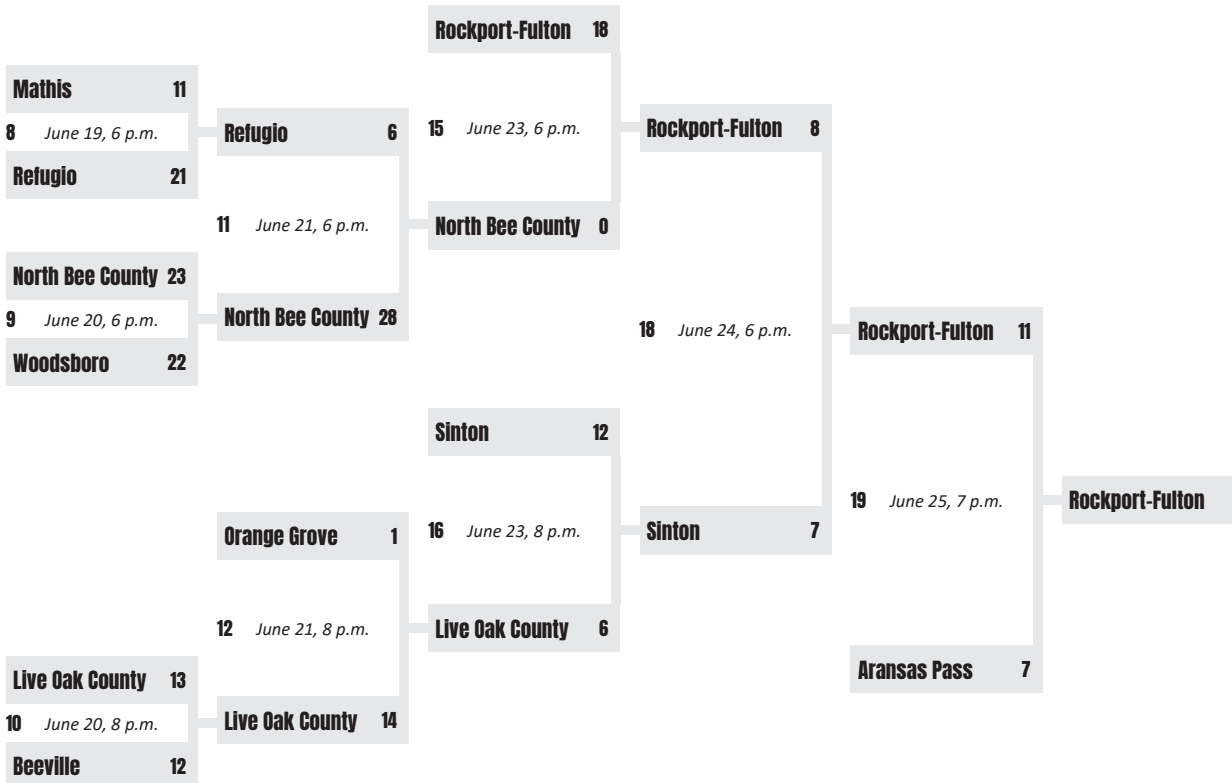 Mathis 11
8 June 19, 6 p.m.
Refugio 21
North Bee County 23
9 June 20, 6 p.m.
Woodsboro 22
Live Oak County 13
10 June 20, 8 p.m.
Beeville 12
Refugio 6
11 June 21, 6 p.m.
North Bee County 28
Orange Grove 1
12 June 21, 8 p.m.
Live Oak County 14
Rockport-Fulton 18
15 June 23, 6 p.m.
North Bee County 0
Sinton 12
16 June 23, 8 p.m.
Live Oak County 6
Rockport-Fulton 8
18 June 24, 6 p.m.
Sinton 7
Rockport-Fulton 11
19 June 25, 7 p.m.
Aransas Pass 7
Rockport-Fulton